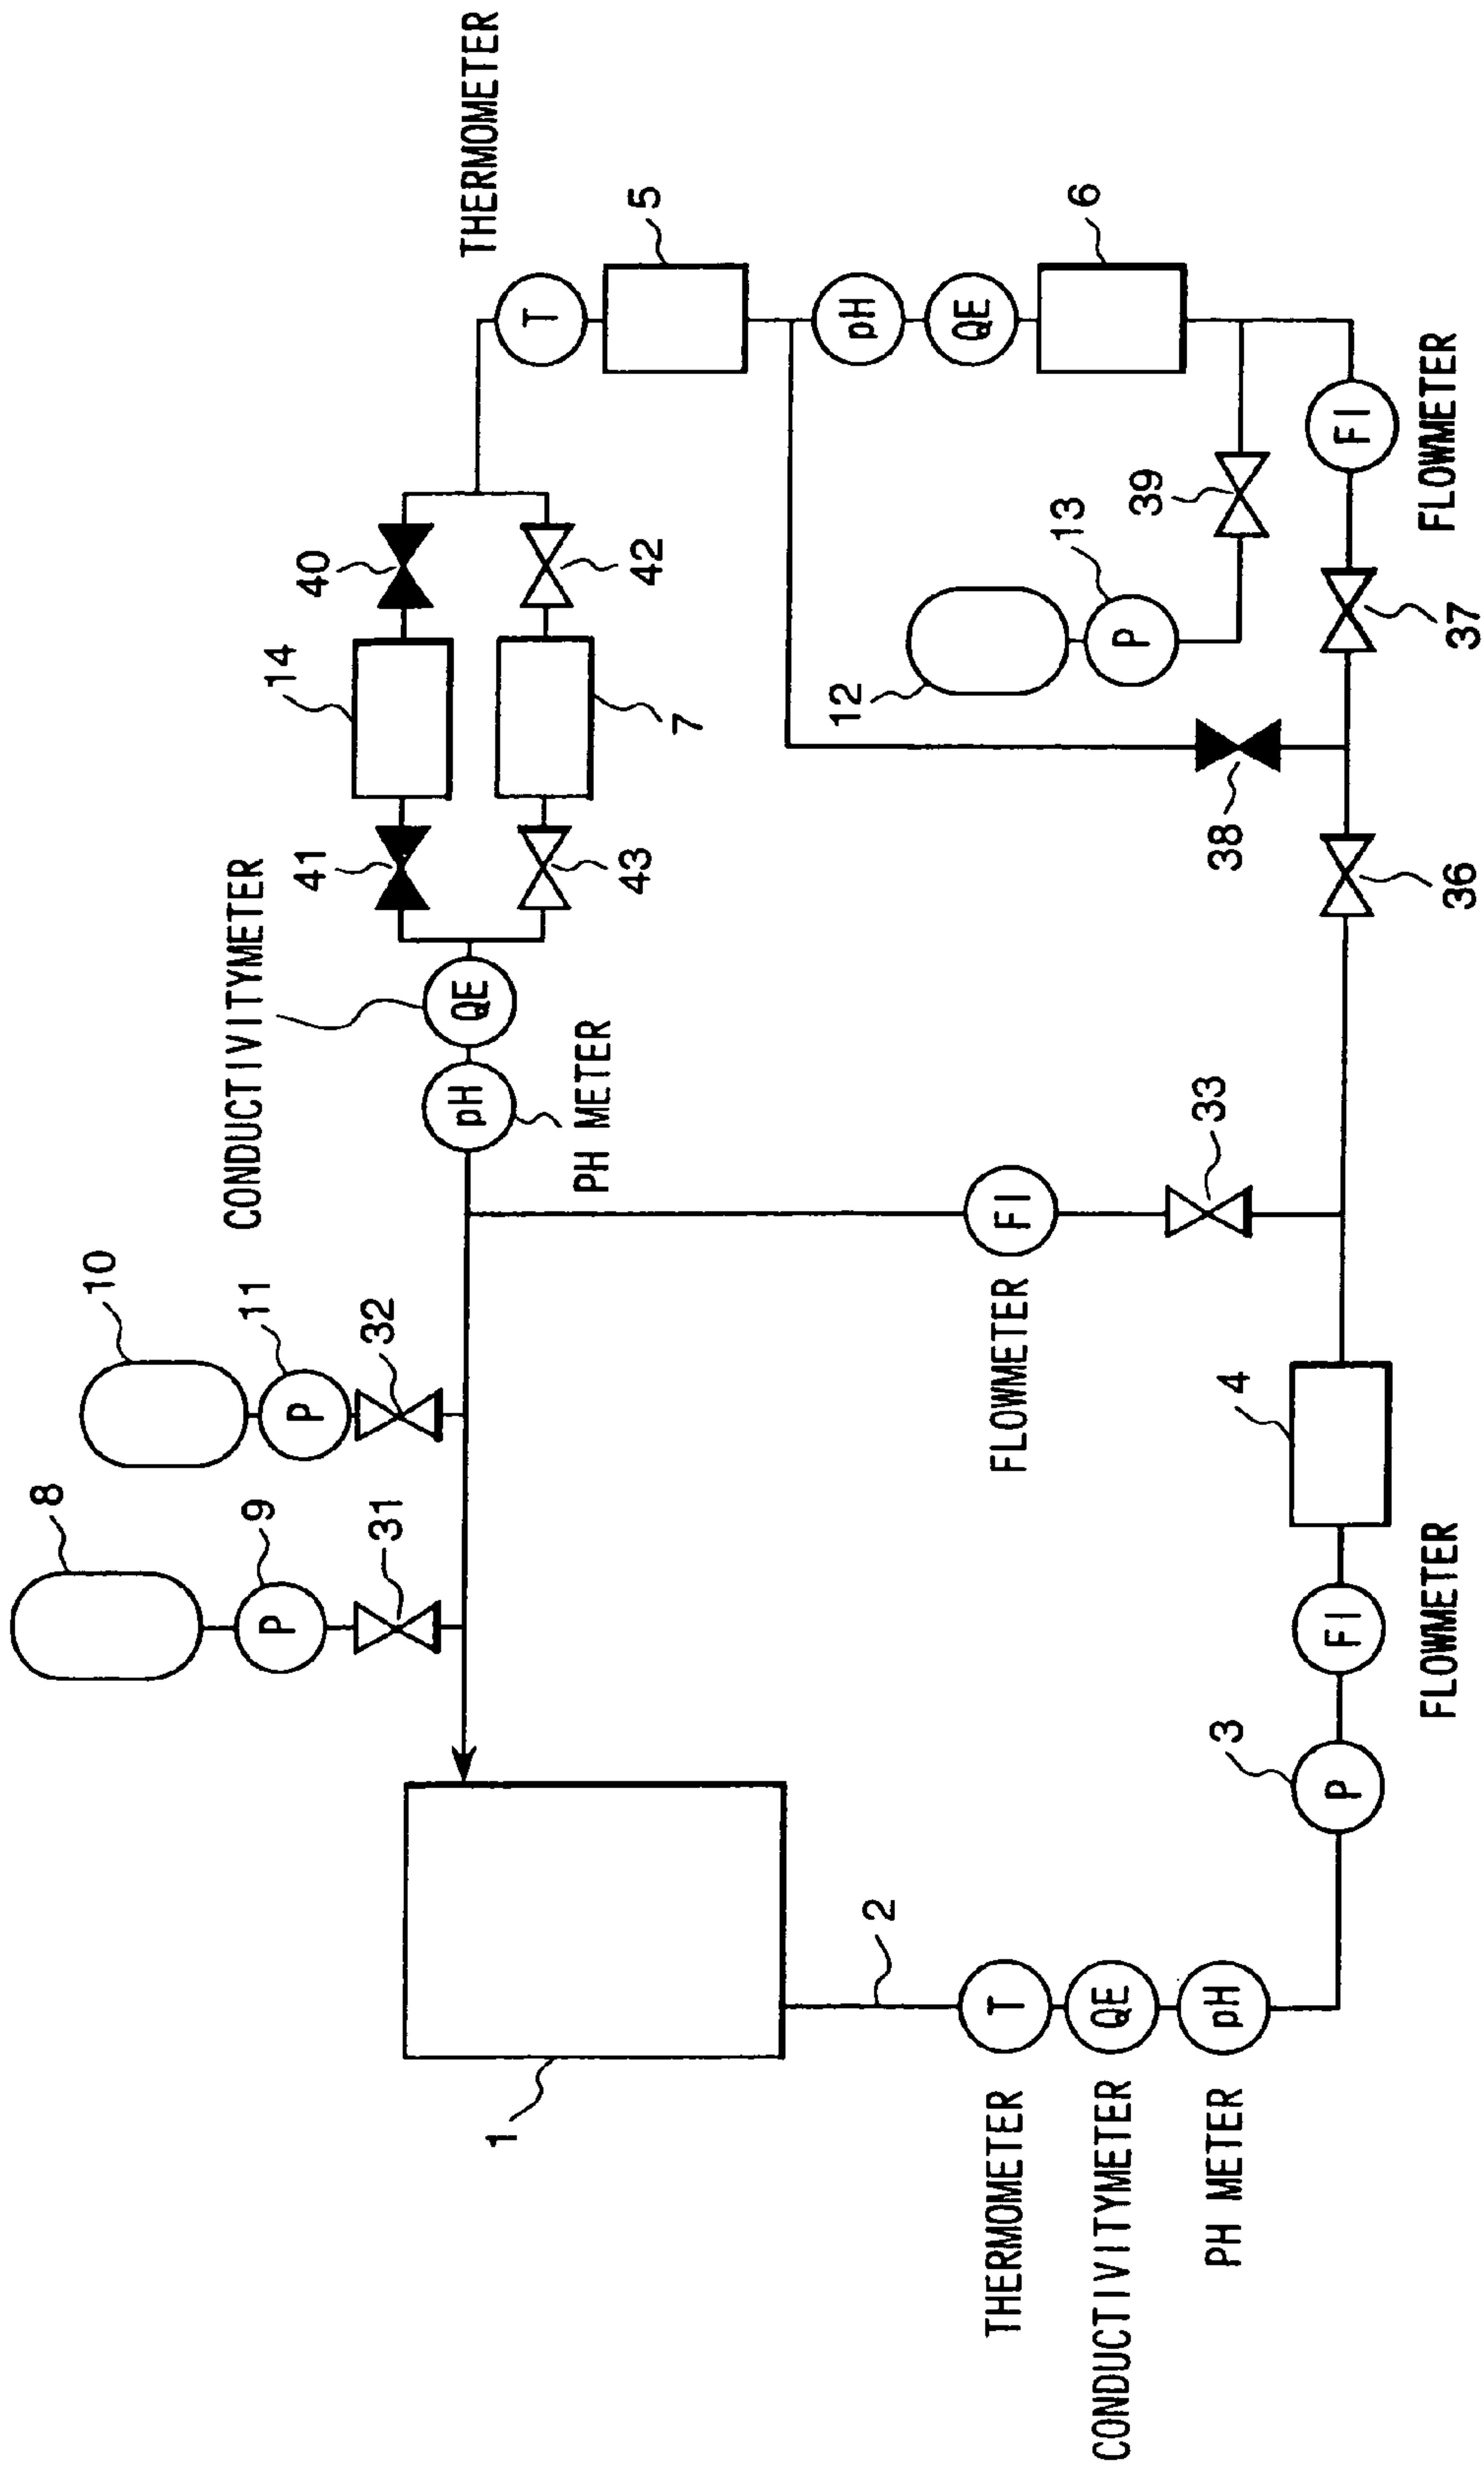 8
9
P
31
10
11
P
32
CONDUCTIVITYMETER
QE
pH
PH METER
41
14
40
43
7
42
THERMOMETER
T
5
pH
QE
6
12
13
P
39
FI
FLOWMETER
37
38
36
33
FI
FLOWMETER
4
FI
FLOWMETER
3
P
1
2
T
QE
pH
THERMOMETER
CONDUCTIVITYMETER
PH METER